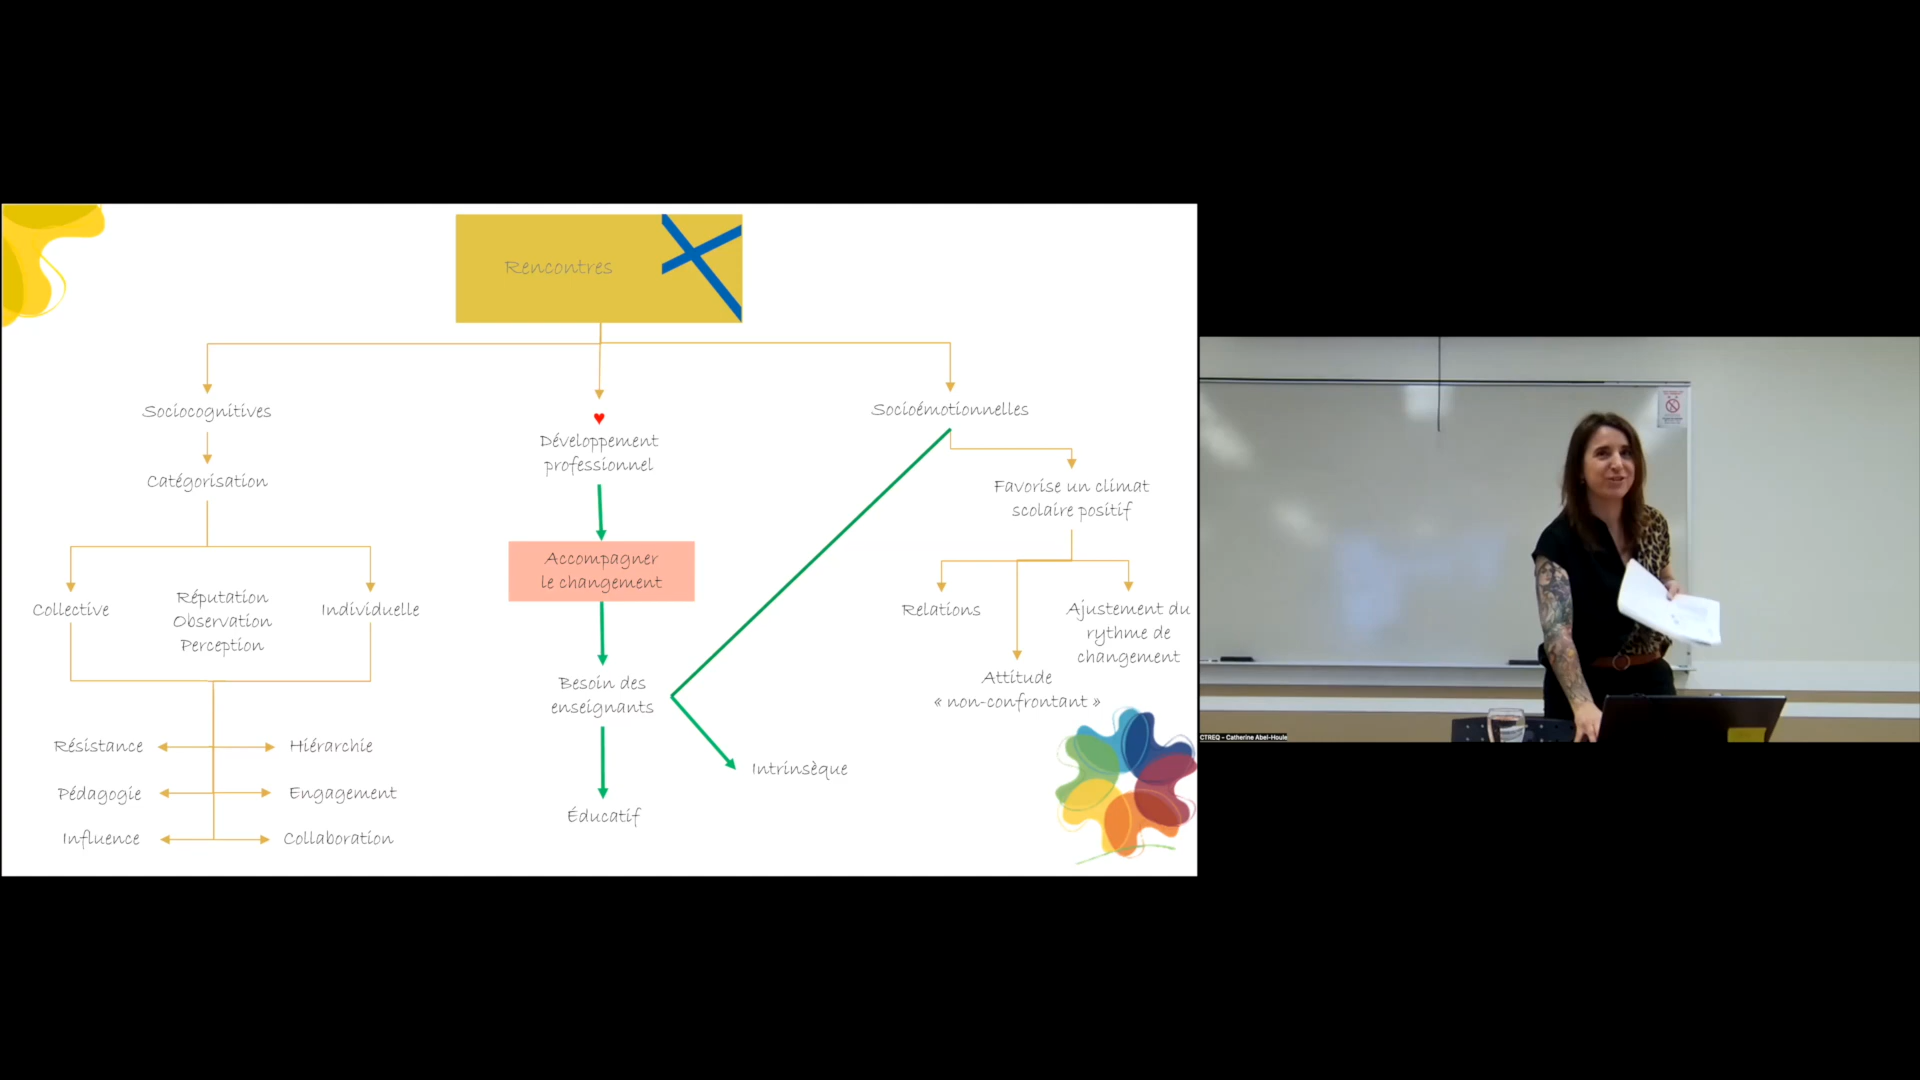 Rencontres
Sociocognitives
Catégorisation
Collective
Réputation
Observation
Perception
Individuelle
Résistance
Hiérarchie
Pédagogie
Engagement
Influence
Collaboration
♥
Développement
professionnel
Accompagner
le changement
Besoin des
enseignants
Éducatif
Intrinsèque
Socioémotionnelles
Favorise un climat
scolaire positif
Relations
Attitude
« non-confrontant »
Ajustement du
rythme de
changement
CTREQ - Catherine Abel-Houle